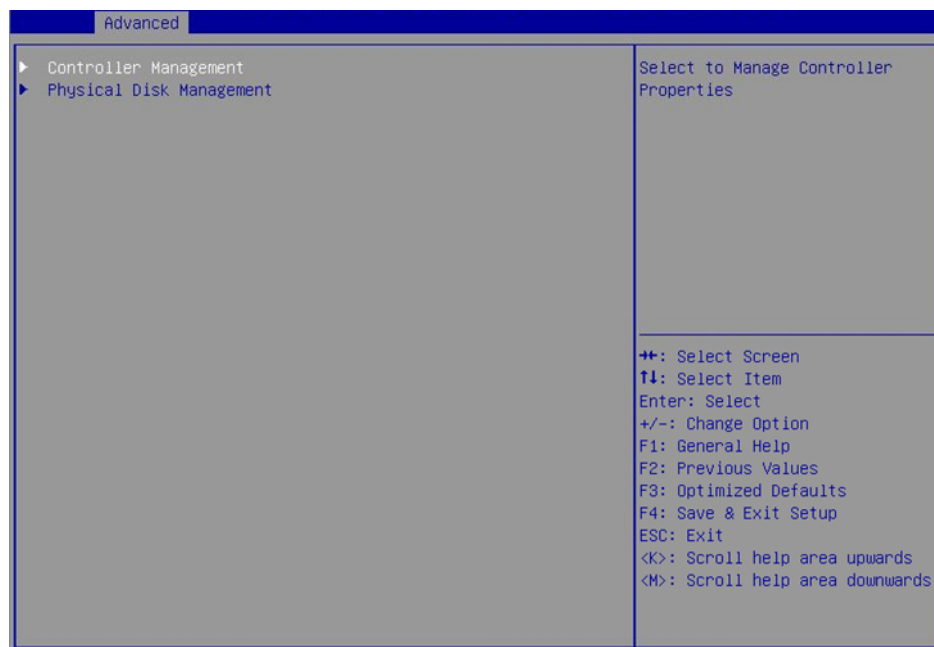 Advanced
Controller Management
Physical Disk Management
Select to Manage Controller
Properties
→←: Select Screen
↑↓: Select Item
Enter: Select
+/-: Change Option
F1: General Help
F2: Previous Values
F3: Optimized Defaults
F4: Save & Exit Setup
ESC: Exit
<K>: Scroll help area upwards
<M>: Scroll help area downwards